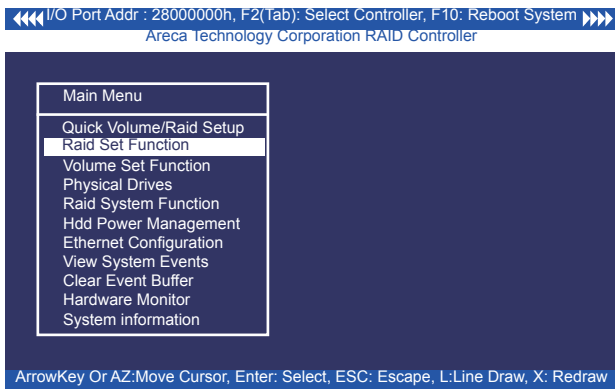 I/O Port Addr : 28000000h, F2(Tab): Select Controller, F10: Reboot System
Areca Technology Corporation RAID Controller
Main Menu
Quick Volume/Raid Setup
Raid Set Function
Volume Set Function
Physical Drives
Raid System Function
Hdd Power Management
Ethernet Configuration
View System Events
Clear Event Buffer
Hardware Monitor
System information
ArrowKey Or AZ:Move Cursor, Enter: Select, ESC: Escape, L:Line Draw, X: Redraw